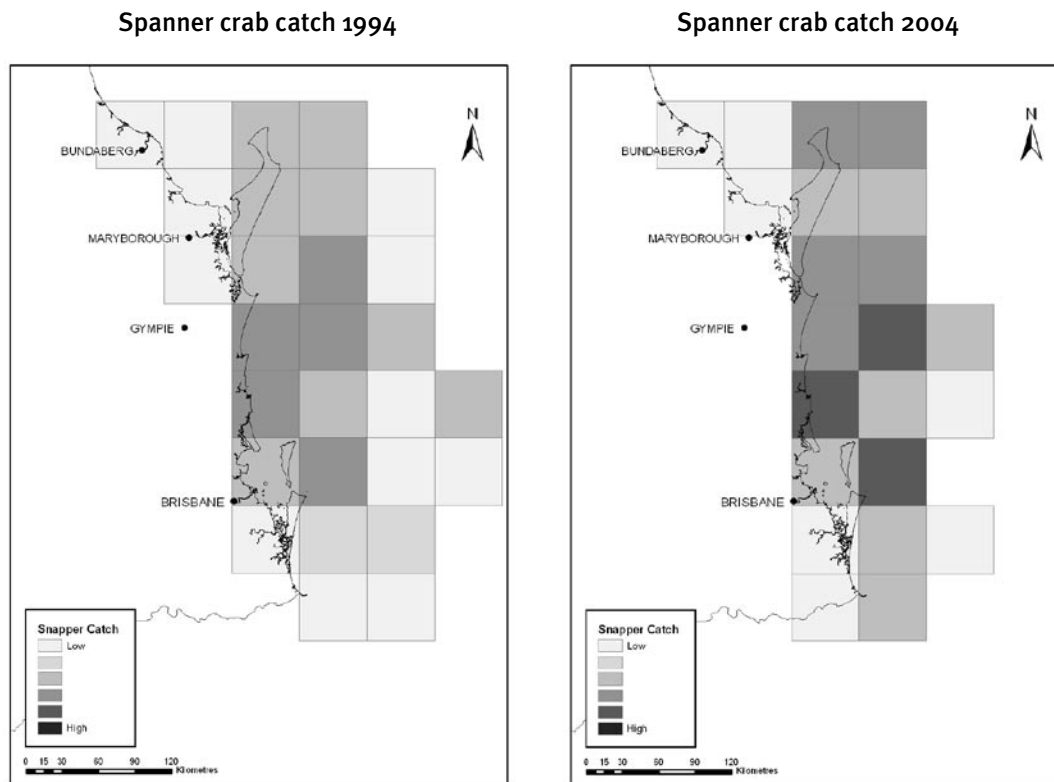 Spanner crab catch 1994
N
BUNDABERG
MARYBOROUGH
GYMPIE
BRISBANE
Snapper Catch
Low
High
0 15 30 60 90 120
Kilometres
Spanner crab catch 2004
N
BUNDABERG
MARYBOROUGH
GYMPIE
BRISBANE
Snapper Catch
Low
High
0 15 30 60 90 120
Kilometres